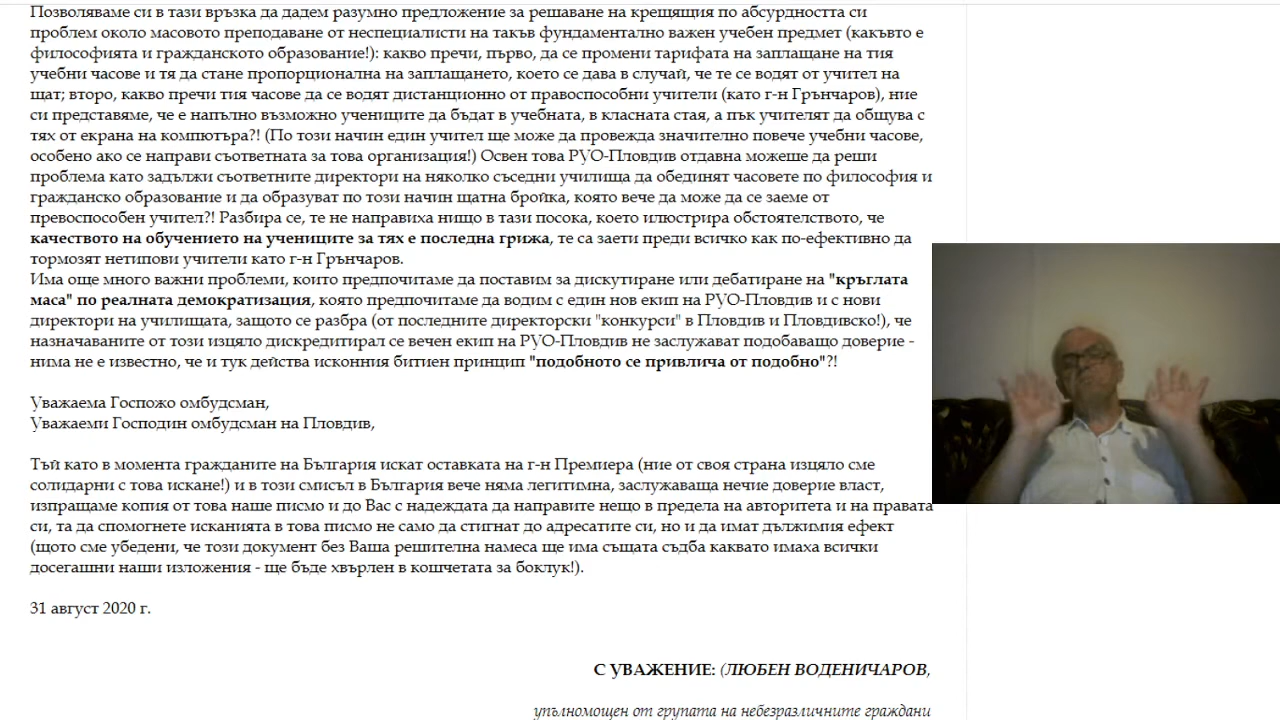 Позволяваме си в тази връзка да дадем разумно предложение за решаване на крещящия по абсурдността си
проблем около масовото преподаване от неспециалисти на такъв фундаментално важен учебен предмет (какъвто е
философията и гражданското образование!): какво пречи, първо, да се промени тарифата на заплащане на тия
учебни часове и тя да стане пропорционална на заплащането, което се дава в случай, че те се водят от учител на
щат; второ, какво пречи тия часове да се водят дистанционно от правоспособни учители (като г-н Грънчаров), ние
си представяме, че е напълно възможно учениците да бъдат в учебната, в класната стая, а пък учителят да общува с
тях от екрана на компютъра?! (По този начин един учител ще може да провежда значително повече учебни часове,
особено ако се направи съответната за това организация!) Освен това РУО-Пловдив отдавна можеше да реши
проблема като задължи съответните директори на няколко съседни училища да обединят часовете по философия и
гражданско образование и да образуват по този начин щатна бройка, която вече да може да се заеме от
превоспособен учител?! Разбира се, те не направиха нищо в тази посока, което илюстрира обстоятелството, че
качеството на обучението на учениците за тях е последна грижа, те са заети преди всичко как по-ефективно да
тормозят нетипови учители като г-н Грънчаров.
Има още много важни проблеми, които предпочитаме да поставим за дискутиране или дебатиране на "кръглата
маса" по реалната демократизация, която предпочитаме да водим с един нов екип на РУО-Пловдив и с нови
директори на училищата, защото се разбра (от последните директорски "конкурси" в Пловдив и Пловдивско!), че
назначаваните от този изцяло дискредитирал се вечен екип на РУО-Пловдив не заслужават подобаващо доверие -
нима не е известно, че и тук действа исконния битиен принцип "подобното се привлича от подобно"?!
Уважаема Госпожо омбудсман,
Уважаеми Господин омбудсман на Пловдив,
Тъй като в момента гражданите на България искат оставката на г-н Премиера (ние от своя страна изцяло сме
солидарни с това искане!) и в този смисъл в България вече няма легитимна, заслужаваща нечие доверие власт,
изпращаме копия от това наше писмо и до Вас с надеждата да направите нещо в предела на авторитета и на правата
си, та да спомогнете исканията в това писмо не само да стигнат до адресатите си, но и да имат дължимия ефект
(щото сме убедени, че този документ без Ваша решителна намеса ще има същата съдба каквато имаха всички
досегашни наши изложения - ще бъде хвърлен в кошчетата за боклук!).
31 август 2020 г.
С УВАЖЕНИЕ: (ЛЮБЕН ВОДЕНИЧАРОВ,
упълномощен от групата на небезразличните граждани